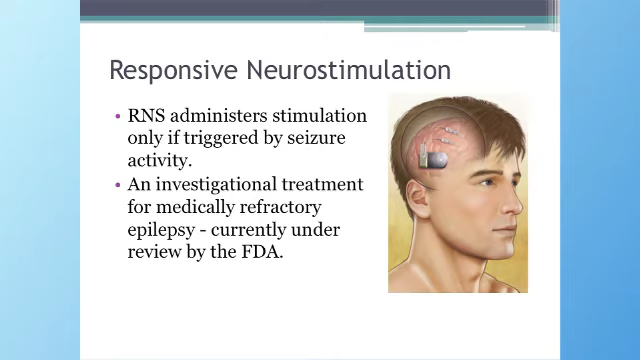 Responsive Neurostimulation
• RNS administers stimulation
only if triggered by seizure
activity.
• An investigational treatment
for medically refractory
epilepsy - currently under
review by the FDA.